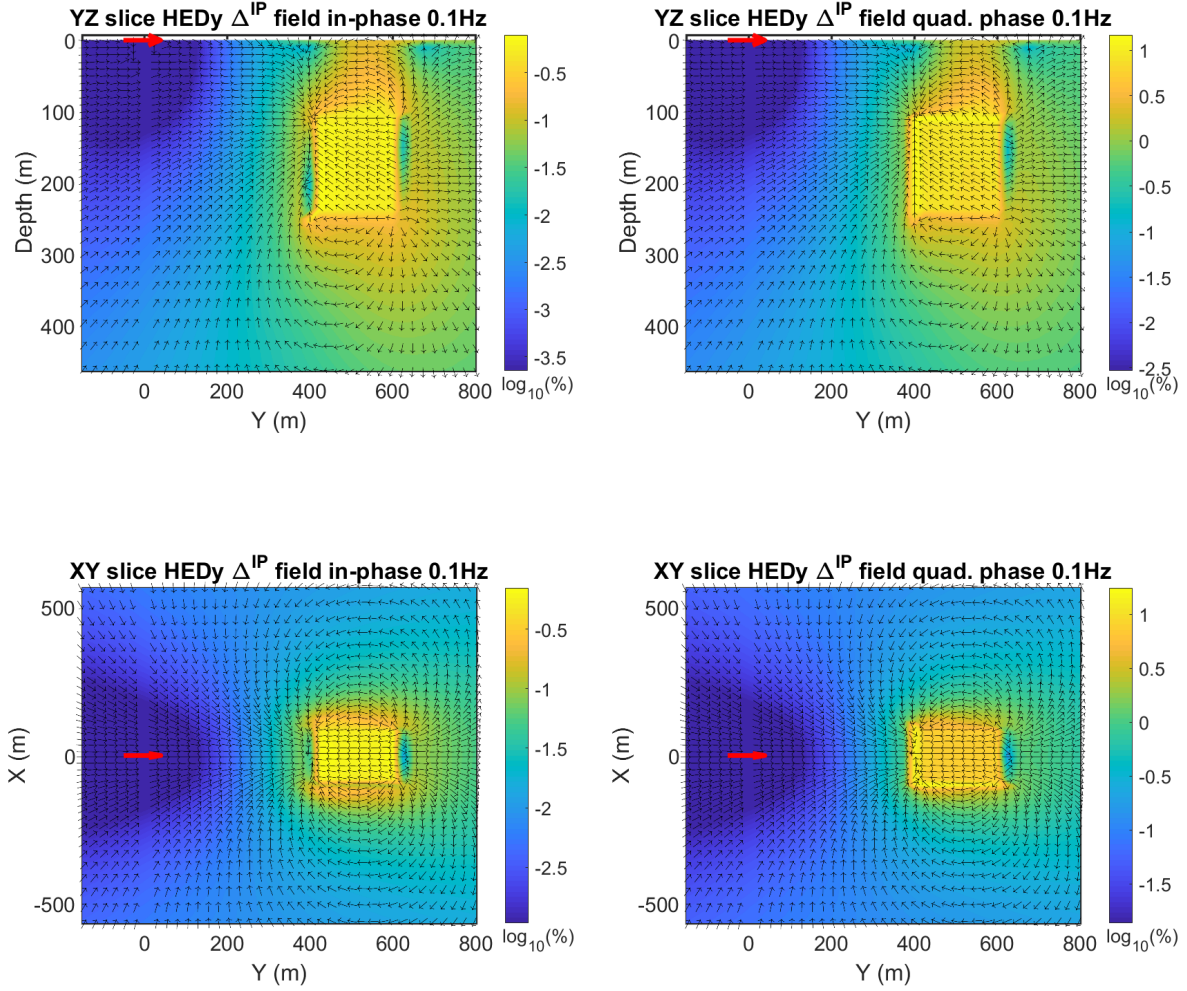 YZ slice HEDy Δ^IP field in-phase 0.1Hz
0
100
200
300
400
Depth (m)
0 200 400 600 800
Y (m)
-0.5
-1
-1.5
-2
-2.5
-3
-3.5
log10(%)
YZ slice HEDy Δ^IP field quad. phase 0.1Hz
0
100
200
300
400
Depth (m)
0 200 400 600 800
Y (m)
1
0.5
0
-0.5
-1
-1.5
-2
-2.5
log10(%)
XY slice HEDy Δ^IP field in-phase 0.1Hz
500
0
-500
X (m)
0 200 400 600 800
Y (m)
-0.5
-1
-1.5
-2
-2.5
log10(%)
XY slice HEDy Δ^IP field quad. phase 0.1Hz
500
0
-500
X (m)
0 200 400 600 800
Y (m)
1
0.5
0
-0.5
-1
-1.5
log10(%)